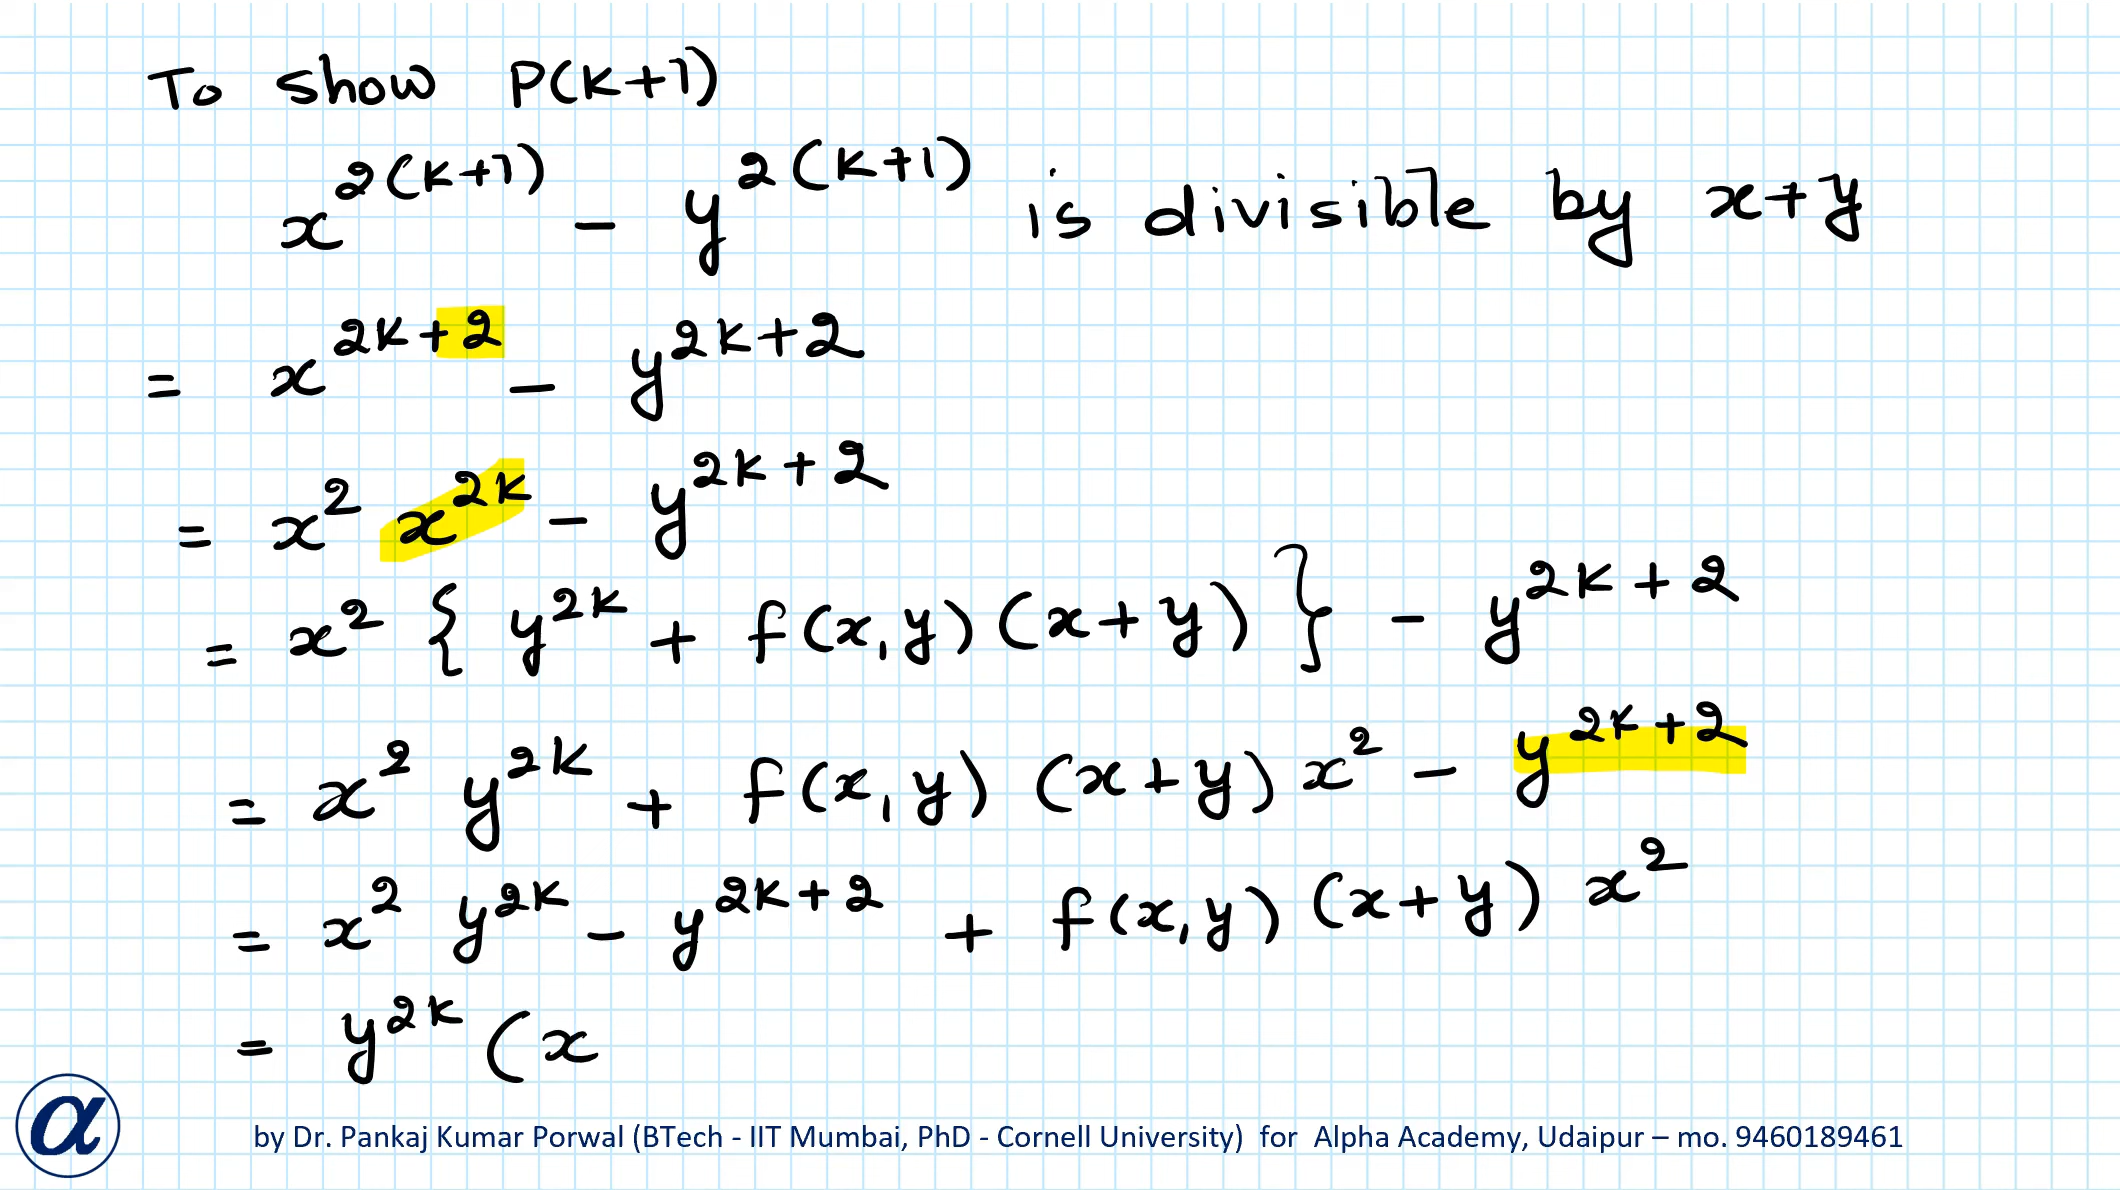 To show P(K+1)
x^{2(K+1)} - y^{2(K+1)} is divisible by x+y
= x^{2K+2} - y^{2K+2}
= x^2 x^{2K} - y^{2K+2}
= x^2 { y^{2K} + f(x,y)(x+y) } - y^{2K+2}
= x^2 y^{2K} + f(x,y) (x+y) x^2 - y^{2K+2}
= x^2 y^{2K} - y^{2K+2} + f(x,y)(x+y) x^2
= y^{2K} (x
α
by Dr. Pankaj Kumar Porwal (BTech - IIT Mumbai, PhD - Cornell University) for Alpha Academy, Udaipur – mo. 9460189461